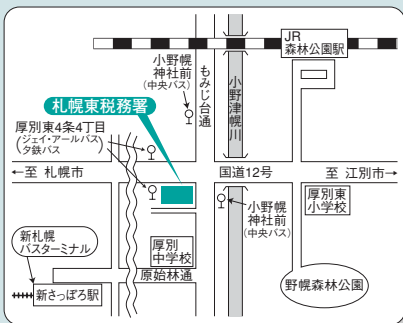 JR
森林公園駅
小野幌
神社前
(中央バス)
もみじ台通
小野津幌川
札幌東税務署
厚別東4条4丁目
(ジェイ・アールバス)
夕鉄バス
←至 札幌市
国道12号
至 江別市→
小野幌
神社前
(中央バス)
厚別東
小学校
新札幌
バスターミナル
厚別
中学校
原始林通
新さっぽろ駅
野幌森林公園